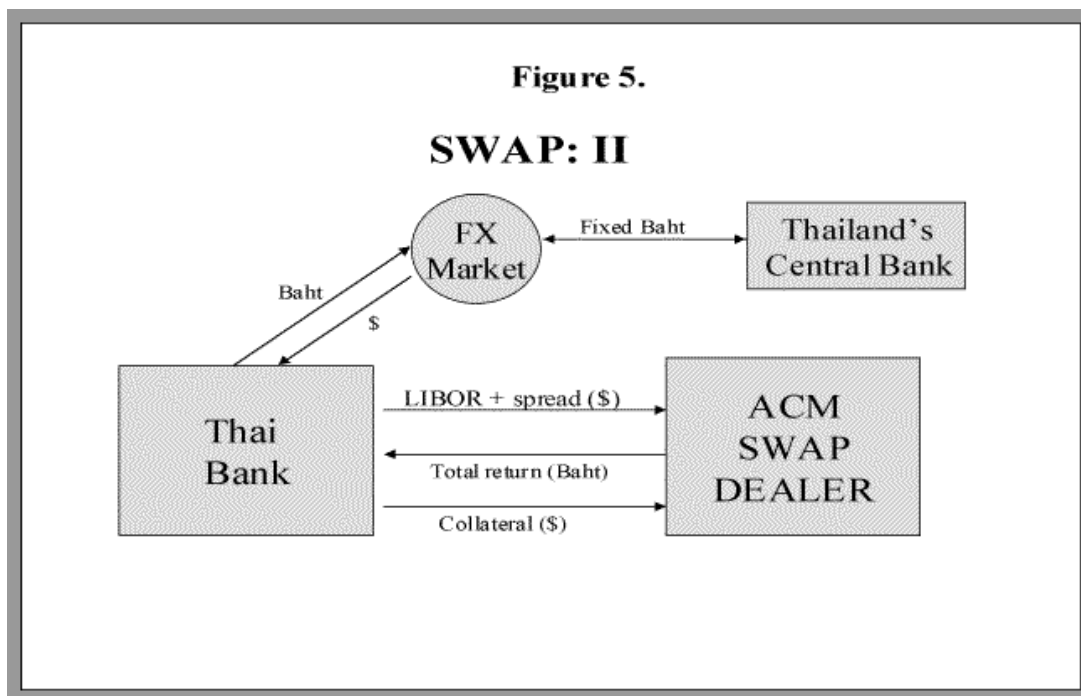 Figure 5.
SWAP: II
FX
Market
Fixed Baht
Thailand's
Central Bank
Baht
$
Thai
Bank
LIBOR + spread ($)
Total return (Baht)
Collateral ($)
ACM
SWAP
DEALER